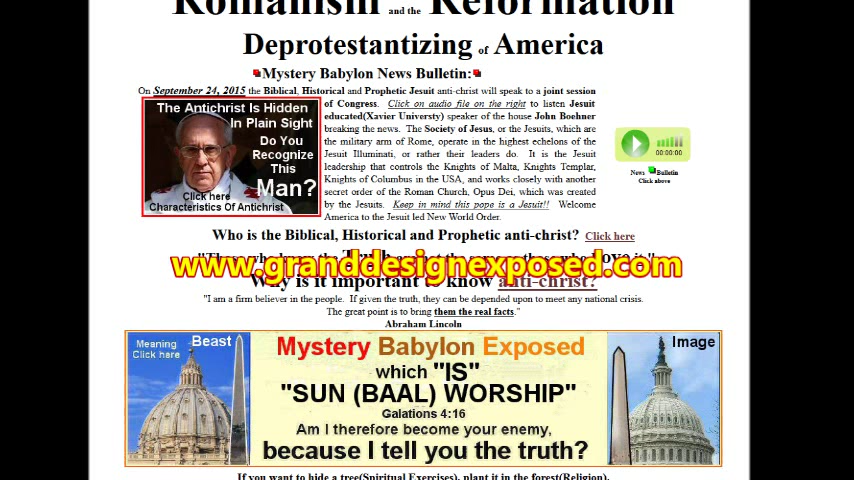 Romanism and the Reformation
Deprotestantizing of America
Mystery Babylon News Bulletin:
On September 24, 2015 the Biblical, Historical and Prophetic Jesuit anti-christ will speak to a joint session
of Congress. Click on audio file on the right to listen Jesuit
educated(Xavier Universty) speaker of the house John Boehner
breaking the news. The Society of Jesus, or the Jesuits, which are
the military arm of Rome, operate in the highest echelons of the
Jesuit Illuminati, or rather their leaders do. It is the Jesuit
leadership that controls the Knights of Malta, Knights Templar,
Knights of Columbus in the USA, and works closely with another
secret order of the Roman Church, Opus Dei, which was created
by the Jesuits. Keep in mind this pope is a Jesuit!! Welcome
America to the Jesuit led New World Order.
The Antichrist Is Hidden
In Plain Sight
Do You
Recognize
This
Man?
Click here
Characteristics Of Antichrist
00:00:00
News Bulletin
Click above
Who is the Biblical, Historical and Prophetic anti-christ? Click here
www.granddesignexposed.com
Why is it important to know anti-christ?
"I am a firm believer in the people. If given the truth, they can be depended upon to meet any national crisis.
The great point is to bring them the real facts."
Abraham Lincoln
Meaning
Click here
Beast
Mystery Babylon Exposed
which "IS"
"SUN (BAAL) WORSHIP"
Galations 4:16
Am I therefore become your enemy,
because I tell you the truth?
Image
If you want to hide a tree(Spiritual Exercises), plant it in the forest(Religion).